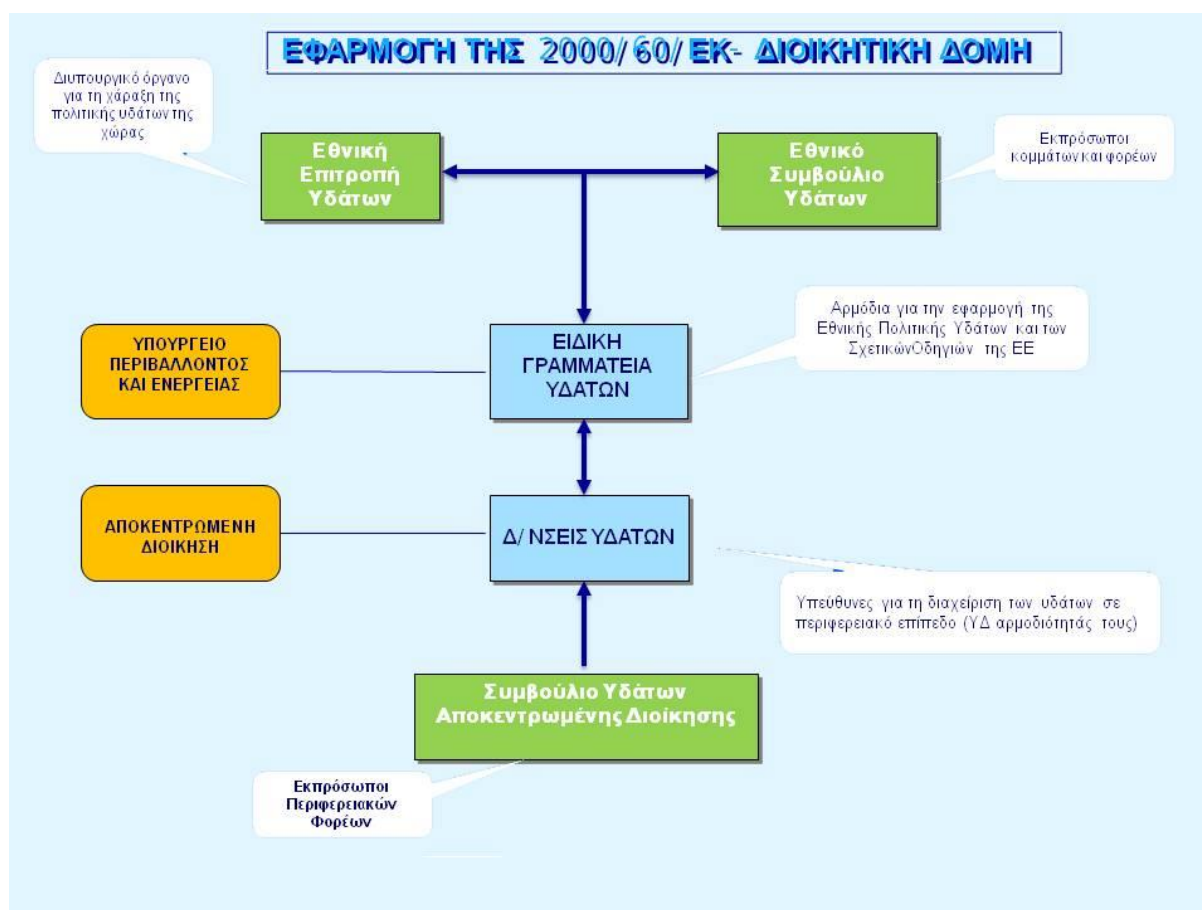 ΕΦΑΡΜΟΓΗ ΤΗΣ 2000/60/ ΕΚ- ΔΙΟΙΚΗΤΙΚΗ ΔΟΜΗ
Διυπουργικό όργανο
για τη χάραξη της
πολιτικής υδάτων της
χώρας
Εθνική
Επιτροπή
Υδάτων
Εθνικό
Συμβούλιο
Υδάτων
Εκπρόσωποι
κομμάτων και φορέων
ΥΠΟΥΡΓΕΙΟ
ΠΕΡΙΒΑΛΛΟΝΤΟΣ
ΚΑΙ ΕΝΕΡΓΕΙΑΣ
ΕΙΔΙΚΗ
ΓΡΑΜΜΑΤΕΙΑ
ΥΔΑΤΩΝ
Αρμόδια για την εφαρμογή της
Εθνικής Πολιτικής Υδάτων και των
ΣχετικώνΟδηγιών της ΕΕ
ΑΠΟΚΕΝΤΡΩΜΕΝΗ
ΔΙΟΙΚΗΣΗ
Δ/ ΝΣΕΙΣ ΥΔΑΤΩΝ
Υπεύθυνες για τη διαχείριση των υδάτων σε
περιφερειακό επίπεδο (ΥΔ αρμοδιότητάς τους)
Συμβούλιο Υδάτων
Αποκεντρωμένης Διοίκησης
Εκπρόσωποι
Περιφερειακών
Φορέων